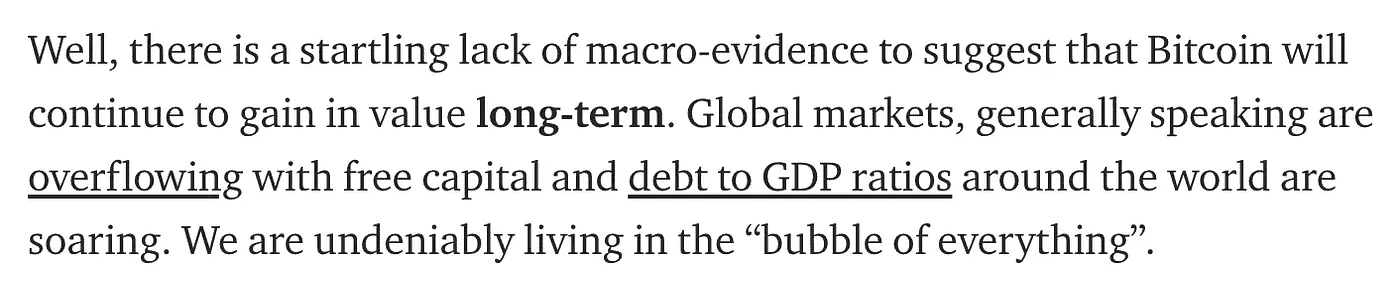 Well, there is a startling lack of macro-evidence to suggest that Bitcoin will
continue to gain in value long-term. Global markets, generally speaking are
overflowing with free capital and debt to GDP ratios around the world are
soaring. We are undeniably living in the “bubble of everything”.